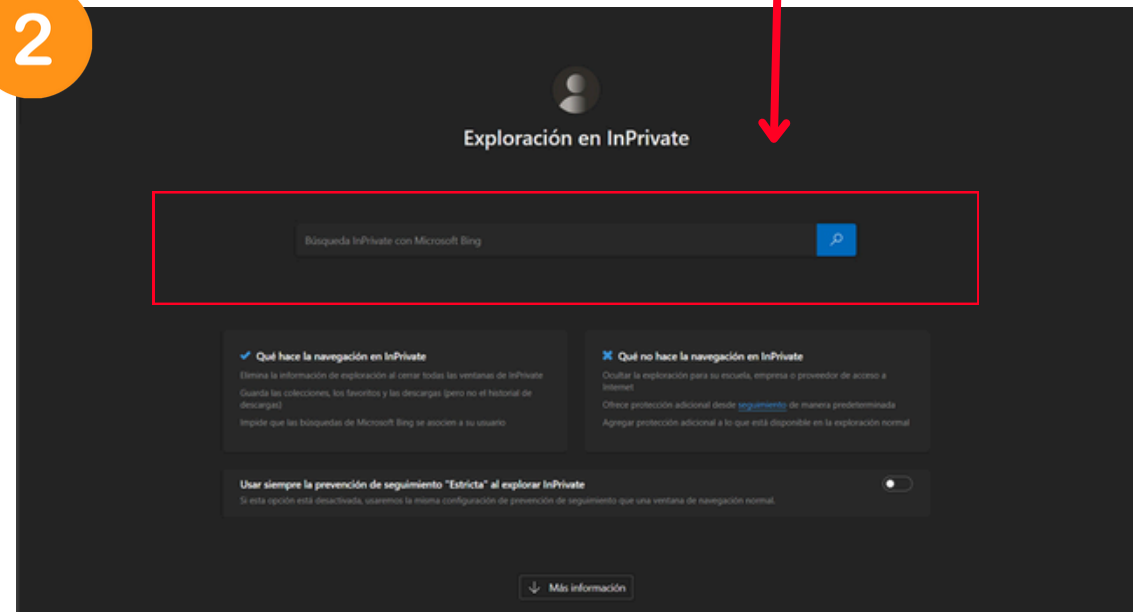 2
Exploración en InPrivate
Búsqueda InPrivate con Microsoft Bing
Qué hace la navegación en InPrivate
Elimina la información de exploración al cerrar todas las ventanas de InPrivate
Guarda las colecciones, los favoritos y las descargas (pero no el historial de
descargas)
Impide que las búsquedas de Microsoft Bing se asocien a su usuario
Qué no hace la navegación en InPrivate
Ocultar la exploración para su escuela, empresa o proveedor de acceso a
Internet
Ofrece protección adicional desde seguimiento de manera predeterminada
Agregar protección adicional a lo que está disponible en la exploración normal
Usar siempre la prevención de seguimiento "Estricta" al explorar InPrivate
Si esta opción está desactivada, usaremos la misma configuración de prevención de seguimiento que una ventana de navegación normal.
Más información